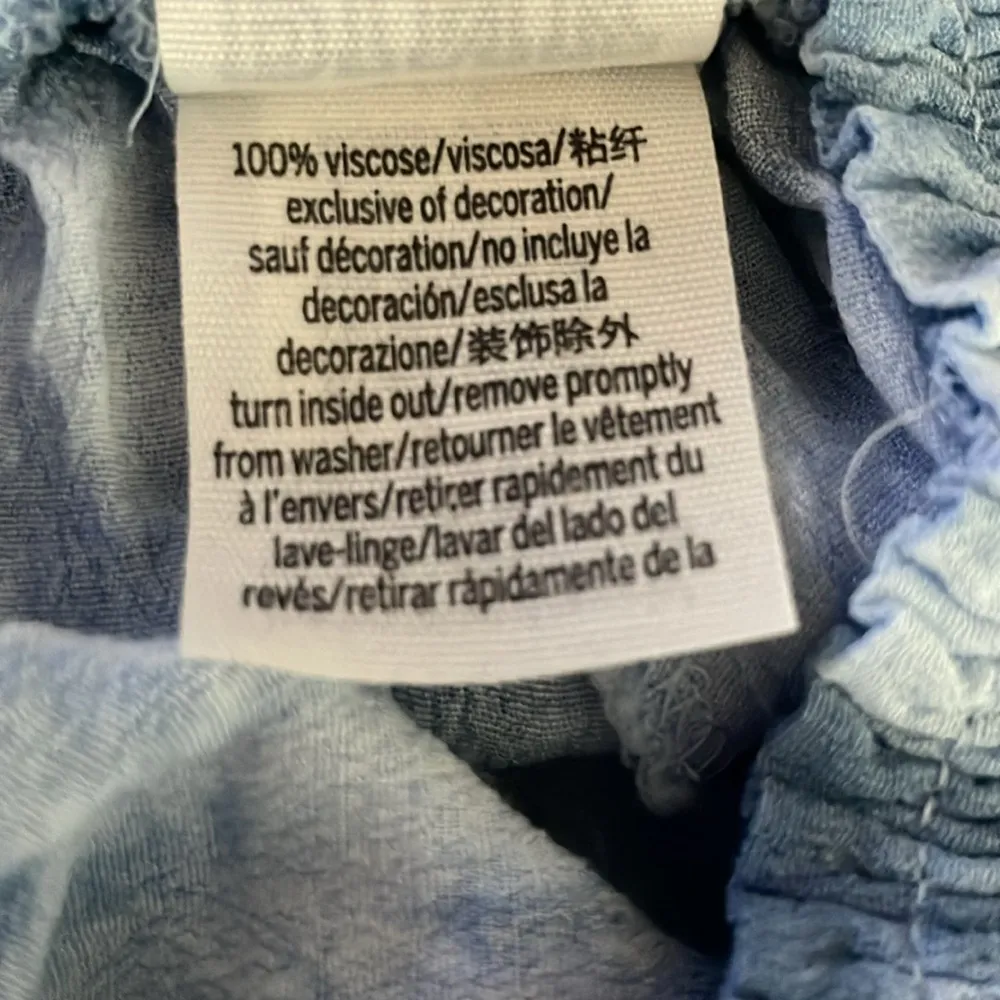 100% viscose/viscosa/粘纤
exclusive of decoration/
sauf décoration/no incluye la
decoración/esclusa la
decorazione/装饰除外
turn inside out/remove promptly
from washer/retourner le vêtement
à l'envers/retirer rapidement du
lave-linge/lavar del lado del
revés/retirar rápidamente de la